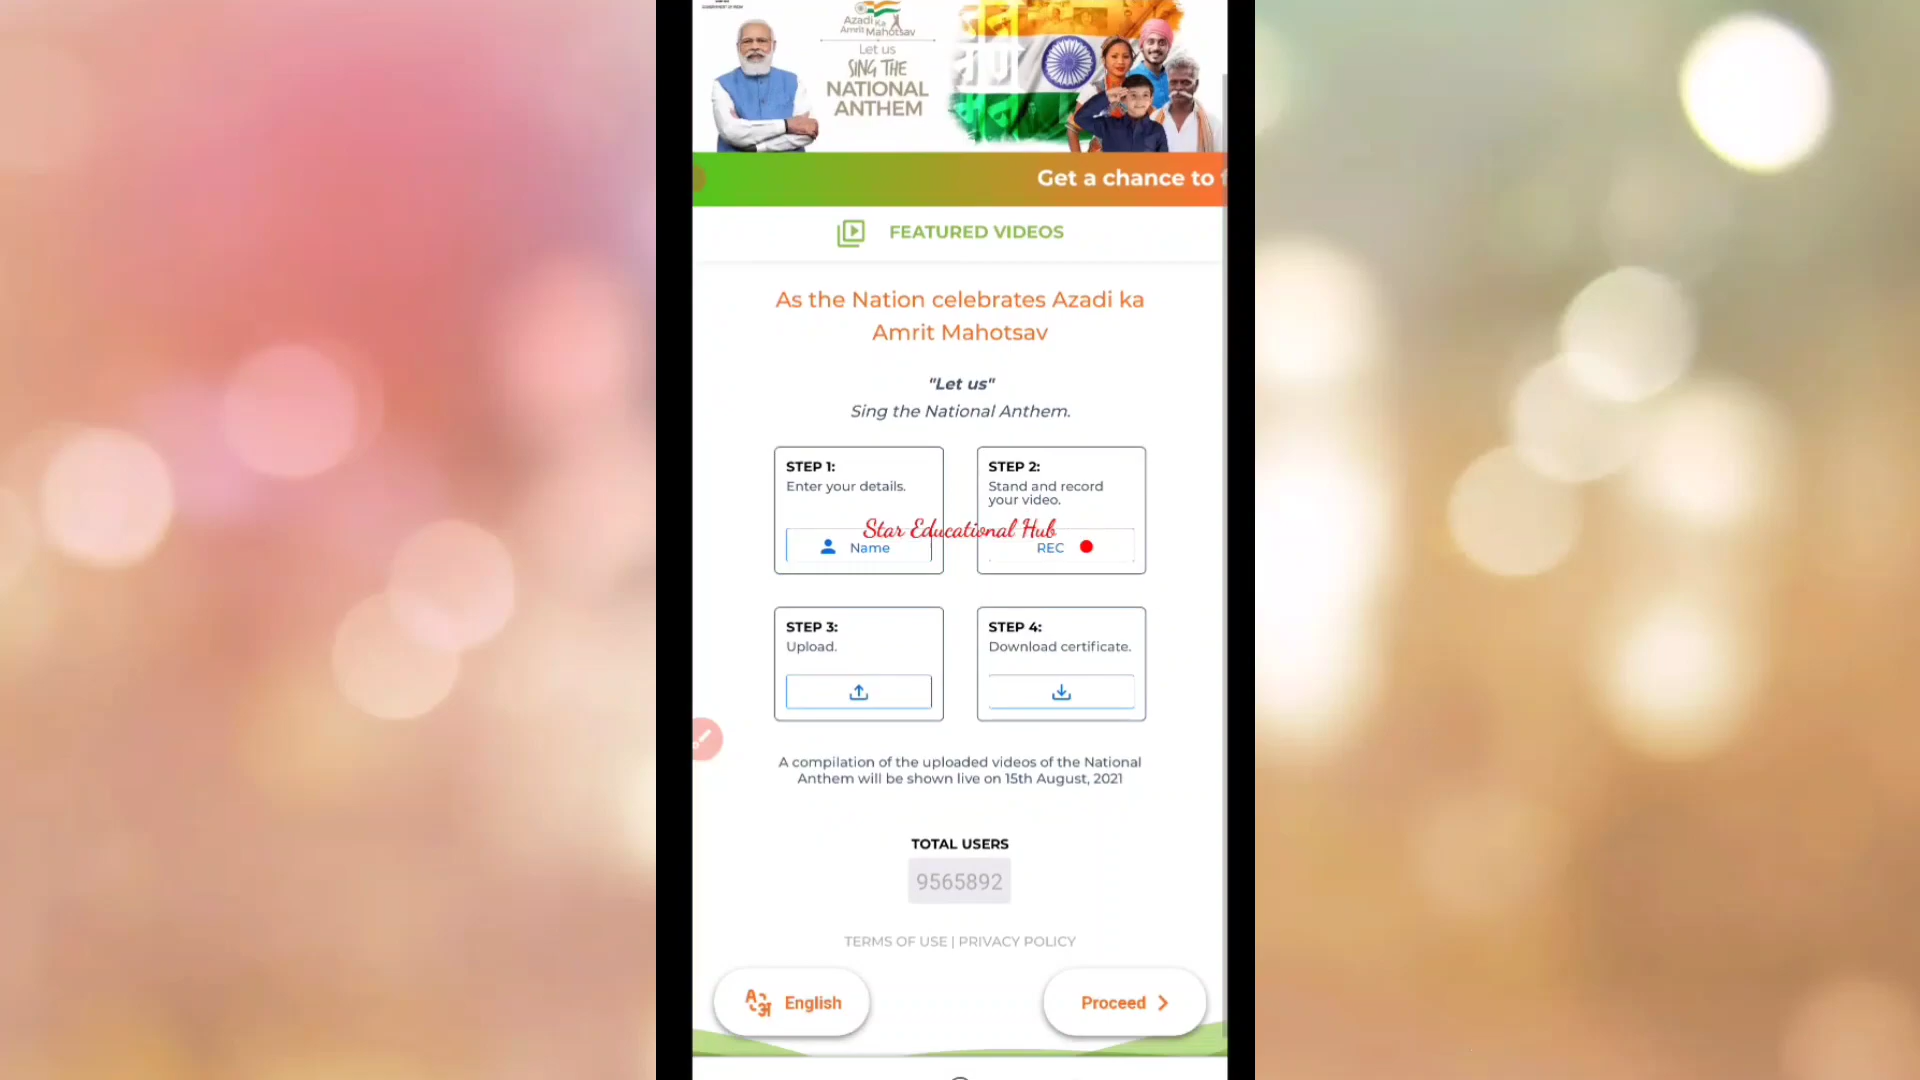 Azadi Ka
Amrit Mahotsav
Let us
SING THE
NATIONAL
ANTHEM
Get a chance to
FEATURED VIDEOS
As the Nation celebrates Azadi ka
Amrit Mahotsav
"Let us"
Sing the National Anthem.
STEP 1:
Enter your details.
Name
STEP 2:
Stand and record
your video.
REC
Star Educational Hub
STEP 3:
Upload.
STEP 4:
Download certificate.
A compilation of the uploaded videos of the National
Anthem will be shown live on 15th August, 2021
TOTAL USERS
9565892
TERMS OF USE | PRIVACY POLICY
English
Proceed